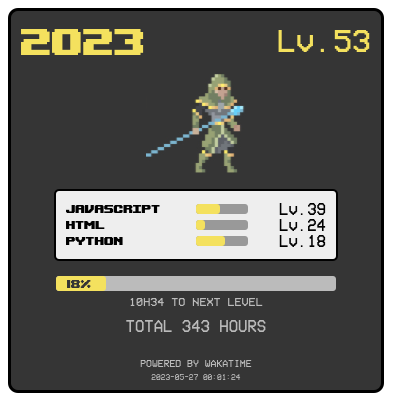 2023 Lv.53
JAVASCRIPT Lv.39
HTML Lv.24
PYTHON Lv.18
18%
10H34 TO NEXT LEVEL
TOTAL 343 HOURS
POWERED BY WAKATIME
2023-05-27 00:01:24